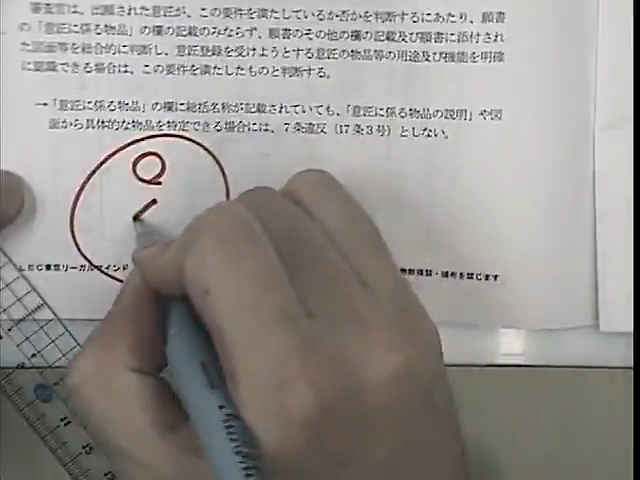 審査官は、出願された意匠が、この要件を満たしているか否かを判断するにあたり、願書
の「意匠に係る物品」の欄の記載のみならず、願書のその他の欄の記載及び願書に添付され
た図面等を総合的に判断し、意匠登録を受けようとする意匠の物品等の用途及び機能を明確
に認識できる場合は、この要件を満たしたものと判断する。
→「意匠に係る物品」の欄に総括名称が記載されていても、「意匠に係る物品の説明」や図
面から具体的な物品を特定できる場合には、7条違反(17条3号)としない。
Q
LEC東京リーガルマインド
無断複製・頒布を禁じます